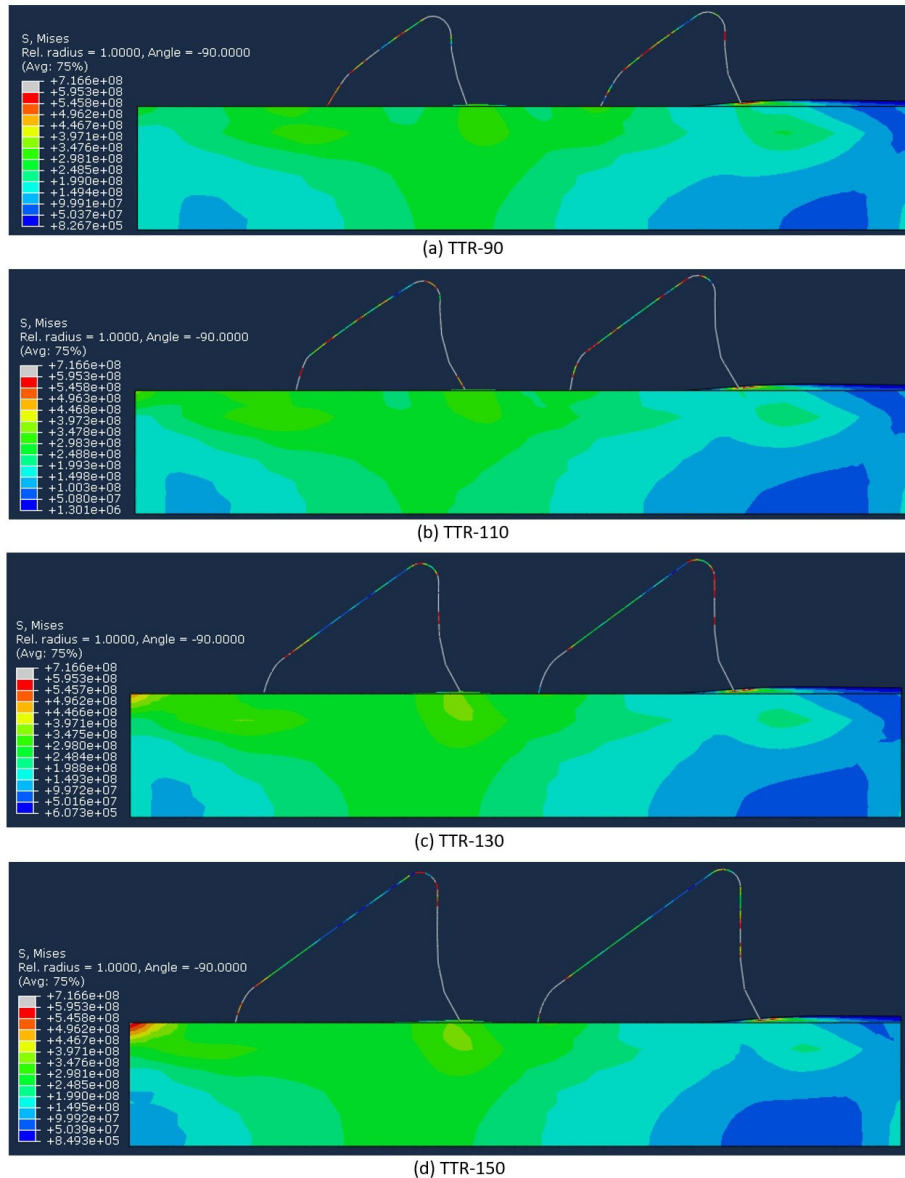 S, Mises
Rel. radius = 1.0000, Angle = -90.0000
(Avg: 75%)
+7.166e+08
+5.953e+08
+5.458e+08
+4.962e+08
+4.467e+08
+3.971e+08
+3.476e+08
+2.981e+08
+2.485e+08
+1.990e+08
+1.494e+08
+9.991e+07
+5.037e+07
+8.267e+05
(a) TTR-90
S, Mises
Rel. radius = 1.0000, Angle = -90.0000
(Avg: 75%)
+7.166e+08
+5.953e+08
+5.458e+08
+4.963e+08
+4.468e+08
+3.973e+08
+3.478e+08
+2.983e+08
+2.488e+08
+1.993e+08
+1.498e+08
+1.003e+08
+5.080e+07
+1.301e+06
(b) TTR-110
S, Mises
Rel. radius = 1.0000, Angle = -90.0000
(Avg: 75%)
+7.166e+08
+5.953e+08
+5.457e+08
+4.962e+08
+4.466e+08
+3.971e+08
+3.475e+08
+2.980e+08
+2.484e+08
+1.988e+08
+1.493e+08
+9.972e+07
+5.016e+07
+6.073e+05
(c) TTR-130
S, Mises
Rel. radius = 1.0000, Angle = -90.0000
(Avg: 75%)
+7.166e+08
+5.953e+08
+5.458e+08
+4.962e+08
+4.467e+08
+3.971e+08
+3.476e+08
+2.981e+08
+2.485e+08
+1.990e+08
+1.495e+08
+9.992e+07
+5.039e+07
+8.493e+05
(d) TTR-150